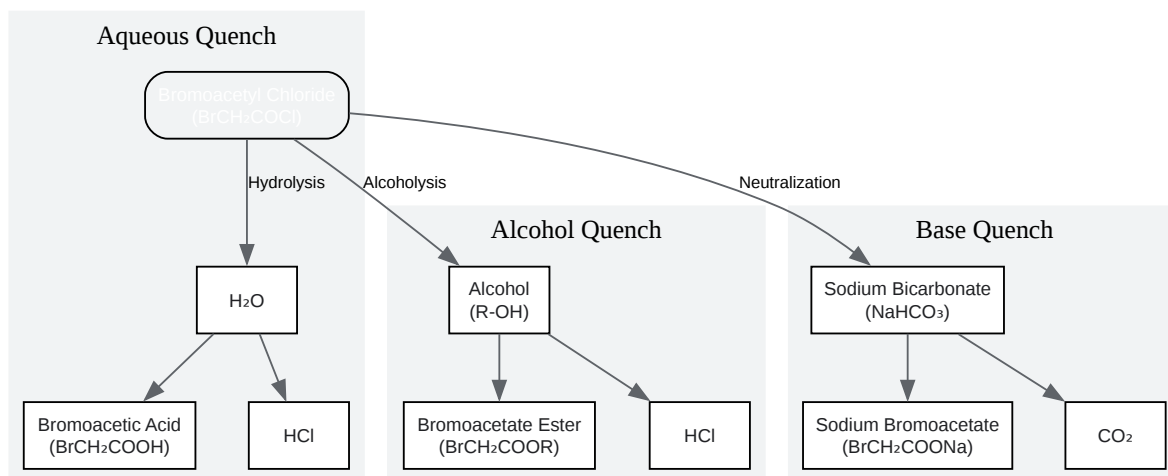 Aqueous Quench
Bromoacetyl Chloride
(BrCH₂COCl)
Hydrolysis
Alcoholysis
Neutralization
Alcohol Quench
Base Quench
H₂O
Alcohol
(R-OH)
Sodium Bicarbonate
(NaHCO₃)
Bromoacetic Acid
(BrCH₂COOH)
HCl
Bromoacetate Ester
(BrCH₂COOR)
HCl
Sodium Bromoacetate
(BrCH₂COONa)
CO₂